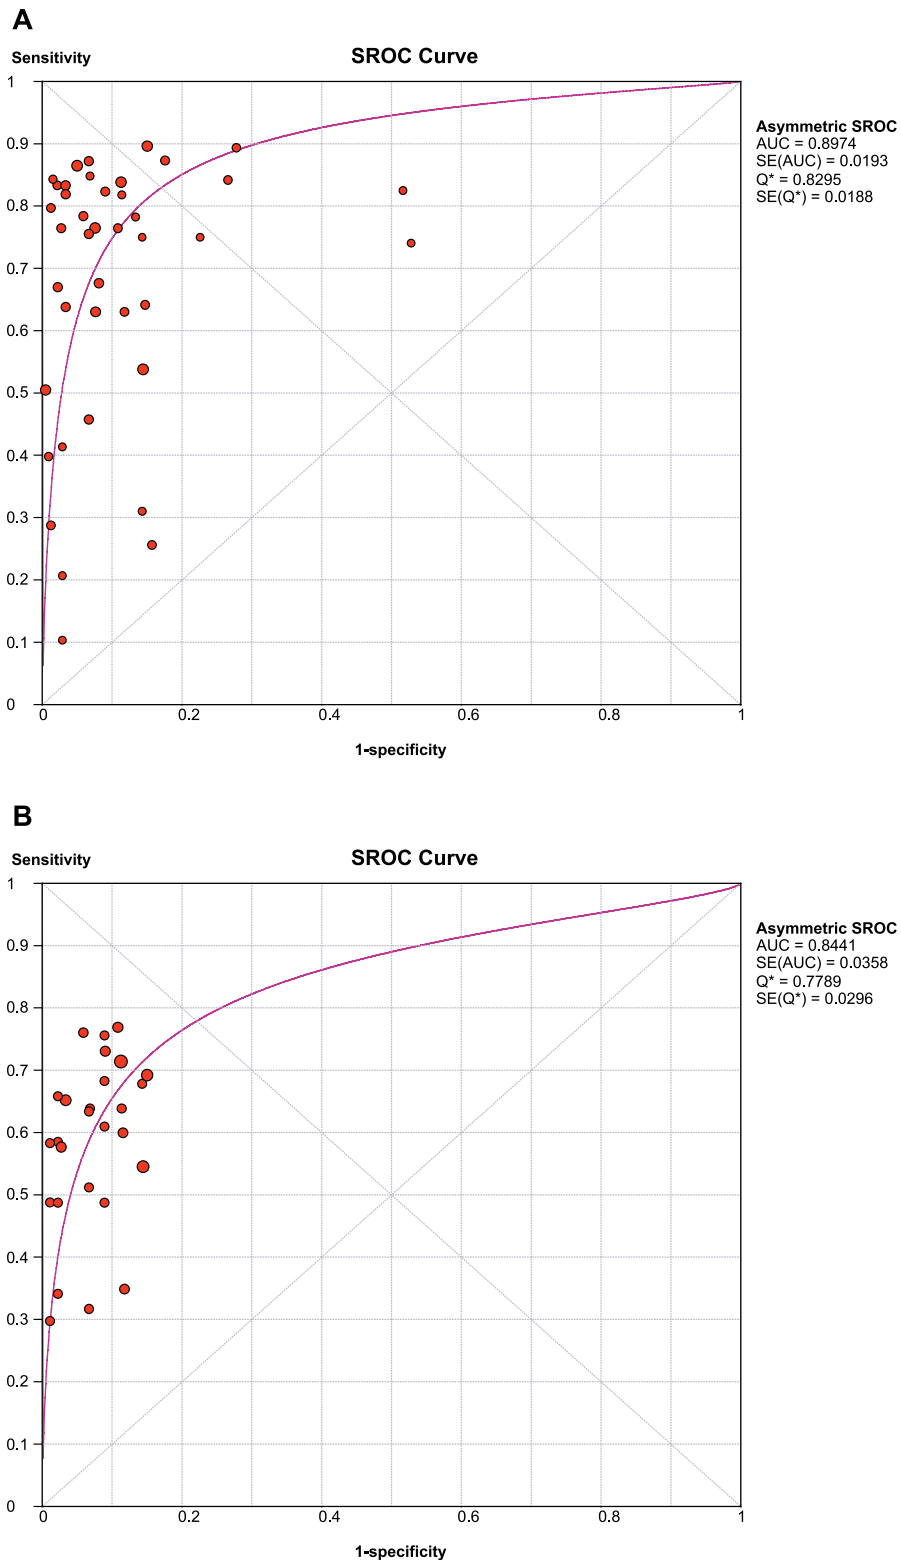 A
Sensitivity
SROC Curve
1
0.9
0.8
0.7
0.6
0.5
0.4
0.3
0.2
0.1
0
0 0.2 0.4 0.6 0.8 1
1-specificity
Asymmetric SROC
AUC = 0.8974
SE(AUC) = 0.0193
Q* = 0.8295
SE(Q*) = 0.0188
B
Sensitivity
SROC Curve
1
0.9
0.8
0.7
0.6
0.5
0.4
0.3
0.2
0.1
0
0 0.2 0.4 0.6 0.8 1
1-specificity
Asymmetric SROC
AUC = 0.8441
SE(AUC) = 0.0358
Q* = 0.7789
SE(Q*) = 0.0296